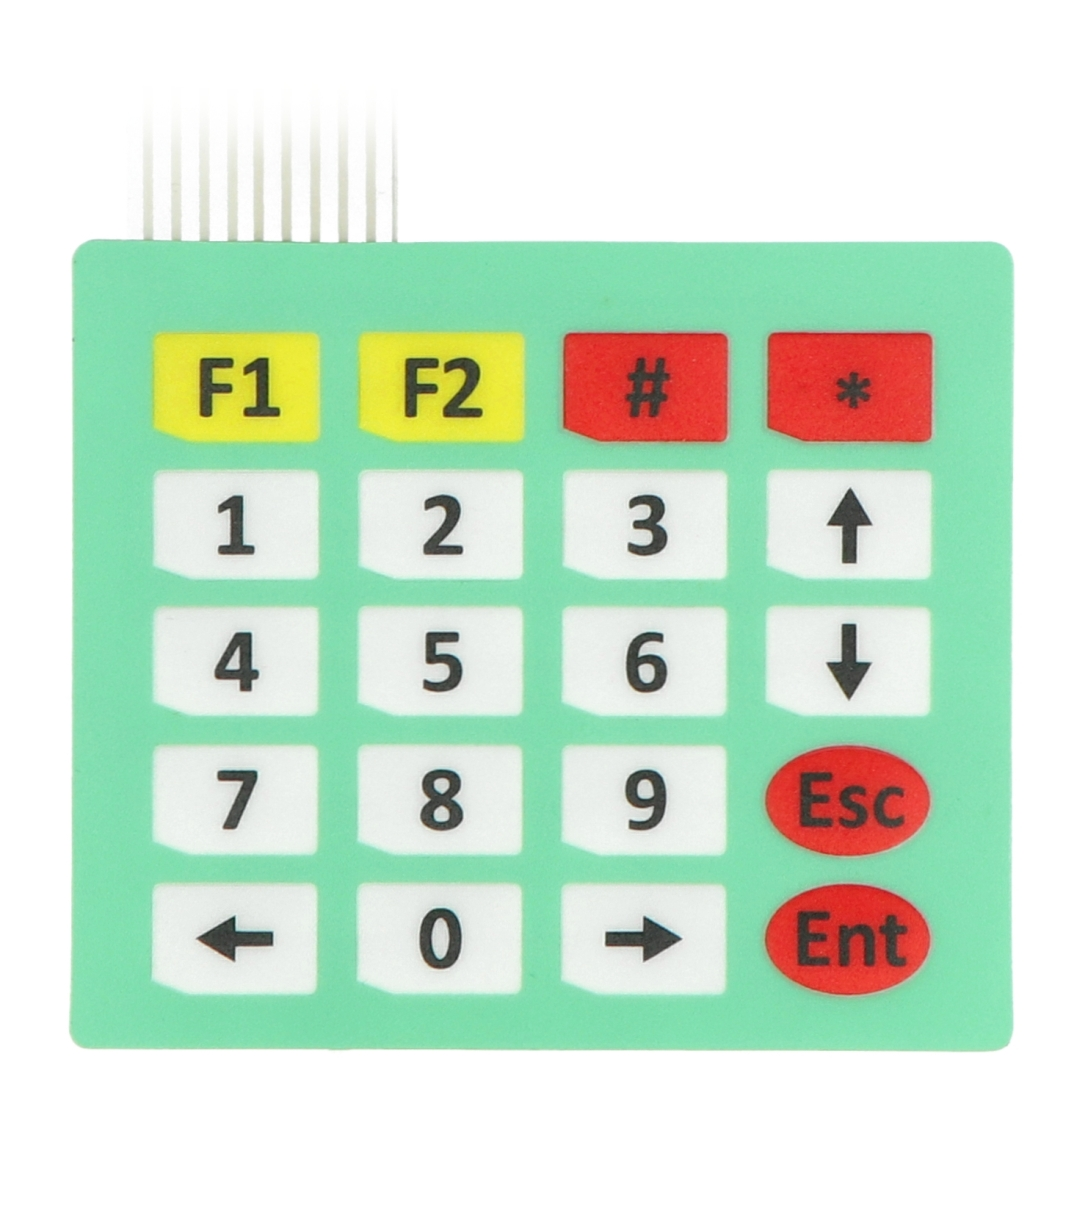 F1 F2 # *
1 2 3 ↑
4 5 6 ↓
7 8 9 Esc
← 0 → Ent